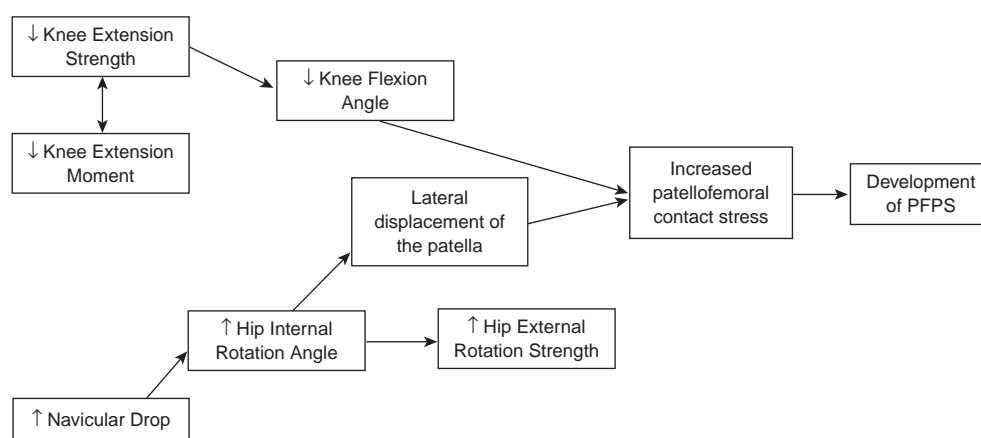 ↓ Knee Extension
Strength
↓ Knee Flexion
Angle
↓ Knee Extension
Moment
Increased
patellofemoral
contact stress
Development
of PFPS
Lateral
displacement of
the patella
↑ Hip Internal
Rotation Angle
↑ Hip External
Rotation Strength
↑ Navicular Drop